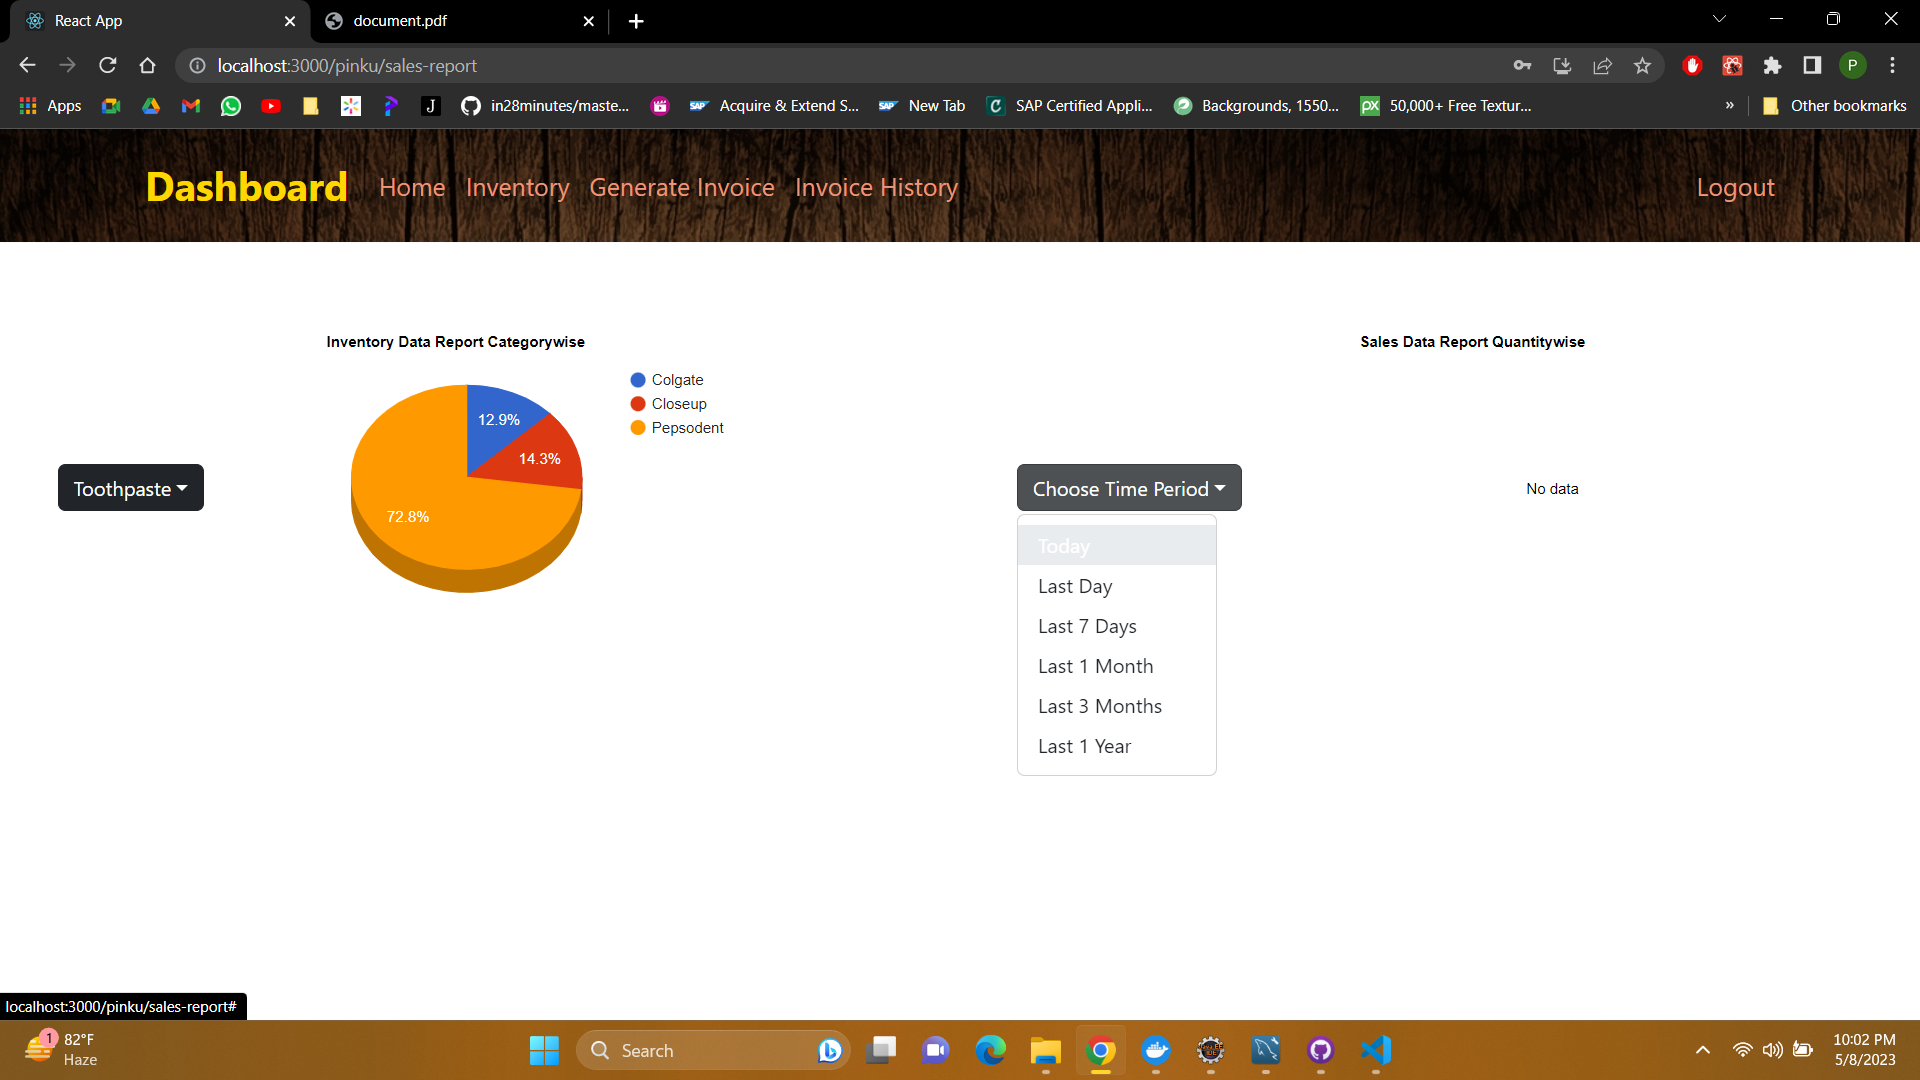 React App
document.pdf
localhost:3000/pinku/sales-report
P
Apps
J
in28minutes/maste...
SAP
Acquire & Extend S...
SAP
New Tab
SAP Certified Appli...
Backgrounds, 1550...
px
50,000+ Free Textur...
»
Other bookmarks
Dashboard
Home
Inventory
Generate Invoice
Invoice History
Logout
Inventory Data Report Categorywise
Sales Data Report Quantitywise
Colgate
Closeup
Pepsodent
12.9%
14.3%
72.8%
Toothpaste
Choose Time Period
No data
Today
Last Day
Last 7 Days
Last 1 Month
Last 3 Months
Last 1 Year
localhost:3000/pinku/sales-report#
1
82°F
Haze
Search
10:02 PM
5/8/2023